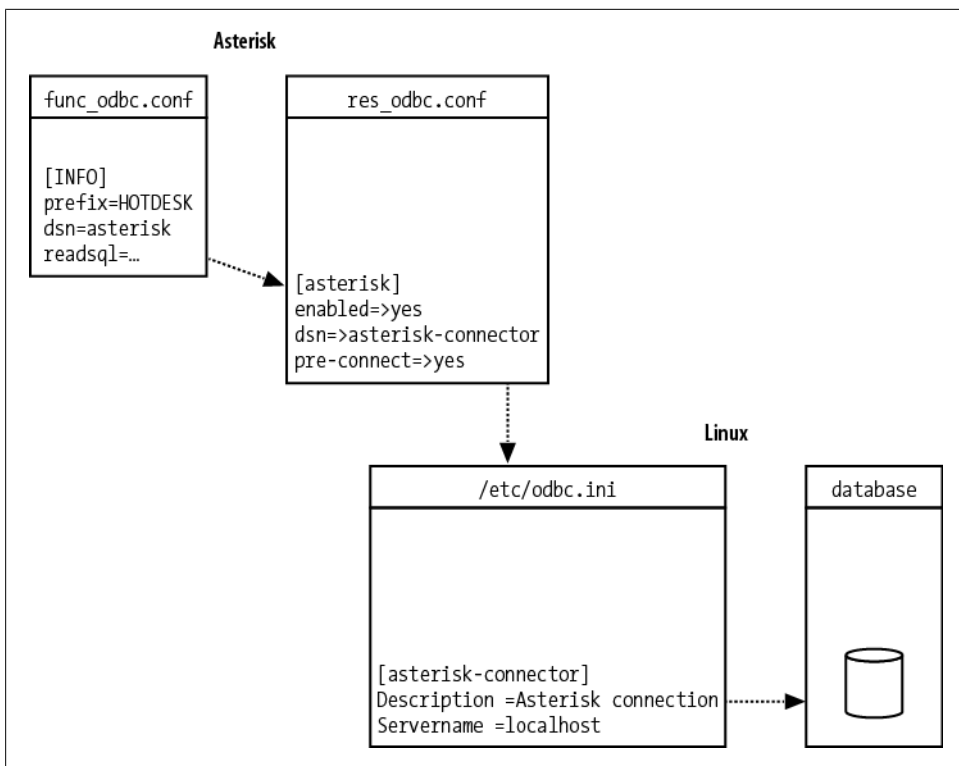 Asterisk
func_odbc.conf
[INFO]
prefix=HOTDESK
dsn=asterisk
readsql=…
res_odbc.conf
[asterisk]
enabled=>yes
dsn=>asterisk-connector
pre-connect=>yes
Linux
/etc/odbc.ini
[asterisk-connector]
Description =Asterisk connection
Servername =localhost
database